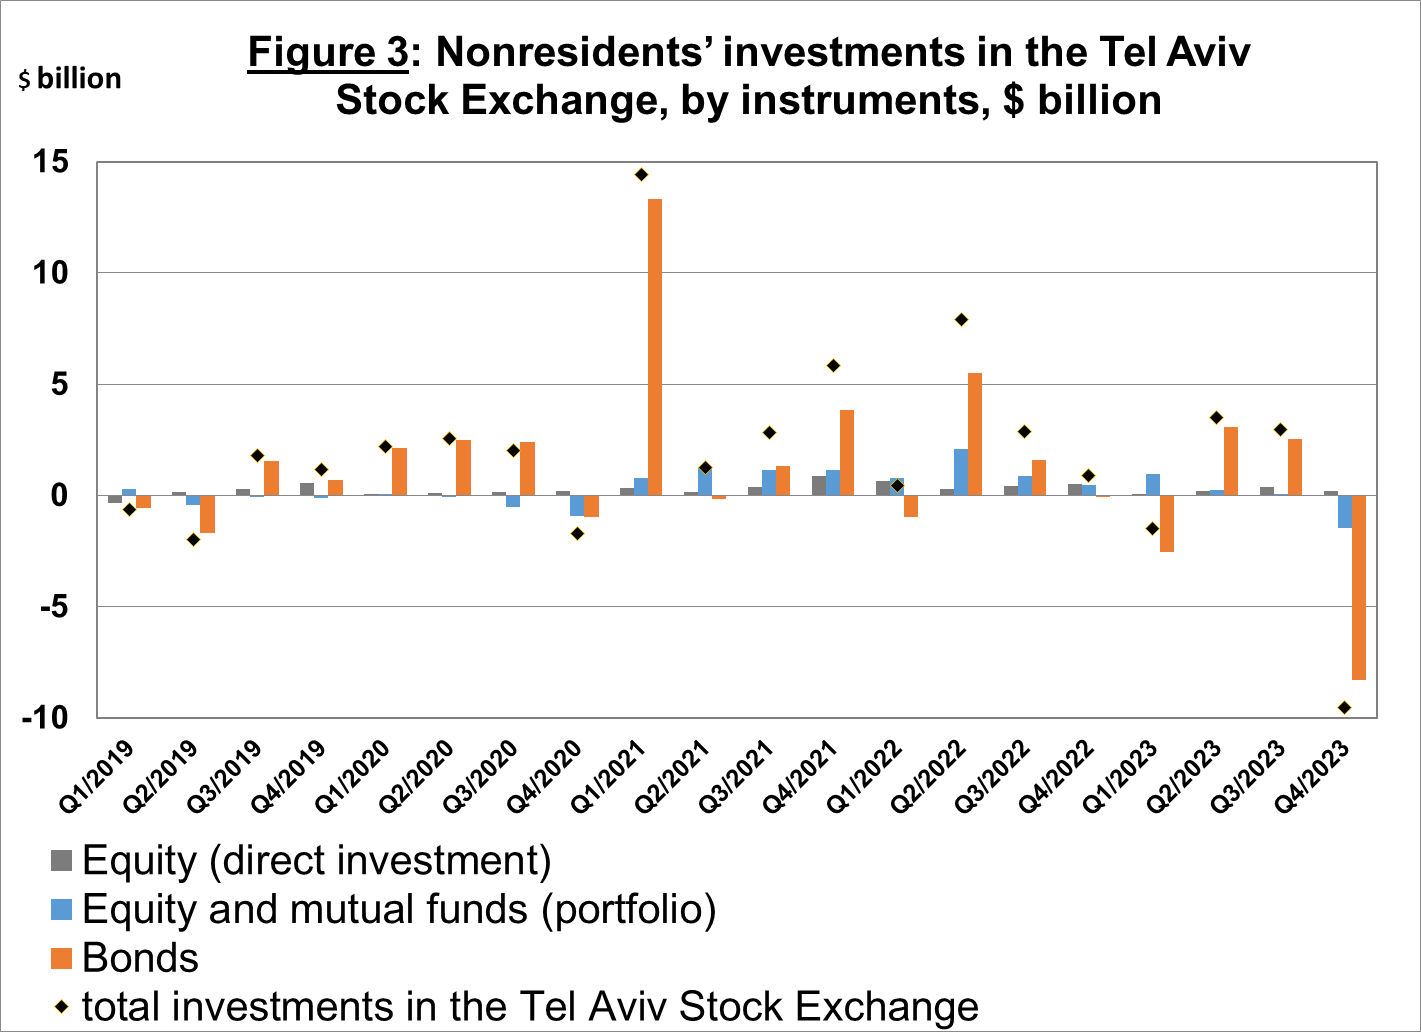 Figure 3: Nonresidents’ investments in the Tel Aviv
Stock Exchange, by instruments, $ billion
$ billion
15
10
5
0
-5
-10
Q1/2019
Q2/2019
Q3/2019
Q4/2019
Q1/2020
Q2/2020
Q3/2020
Q4/2020
Q1/2021
Q2/2021
Q3/2021
Q4/2021
Q1/2022
Q2/2022
Q3/2022
Q4/2022
Q1/2023
Q2/2023
Q3/2023
Q4/2023
Equity (direct investment)
Equity and mutual funds (portfolio)
Bonds
total investments in the Tel Aviv Stock Exchange